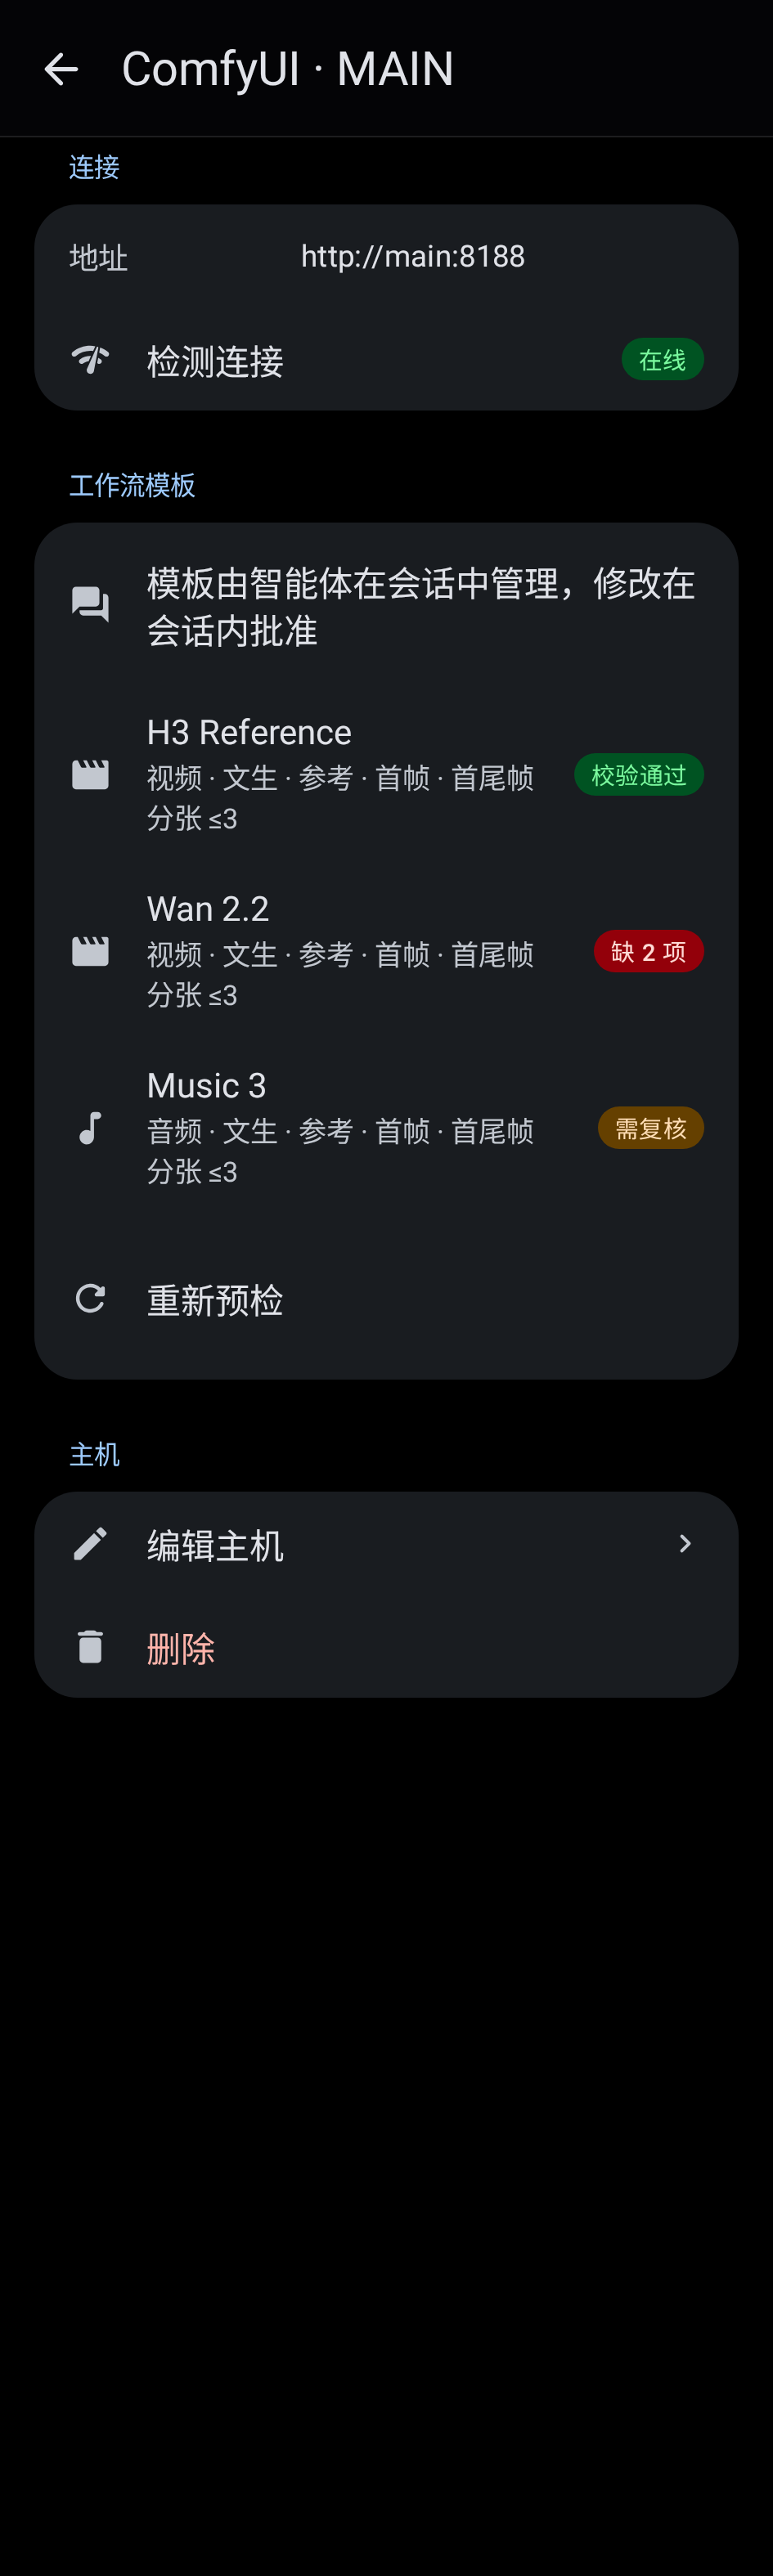 ComfyUI · MAIN
连接
地址 http://main:8188
检测连接 在线
工作流模板
模板由智能体在会话中管理，修改在
会话内批准
H3 Reference
视频 · 文生 · 参考 · 首帧 · 首尾帧
分张 ≤3
校验通过
Wan 2.2
视频 · 文生 · 参考 · 首帧 · 首尾帧
分张 ≤3
缺 2 项
Music 3
音频 · 文生 · 参考 · 首帧 · 首尾帧
分张 ≤3
需复核
重新预检
主机
编辑主机
删除